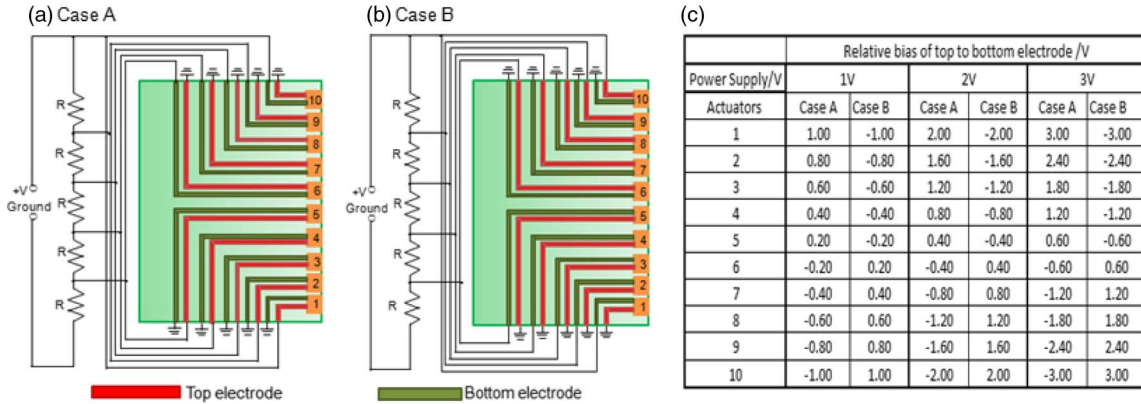 (a) Case A
R
R
+V
R
Ground
R
R
10
9
8
7
6
5
4
3
2
1
(b) Case B
R
R
+V
R
Ground
R
R
10
9
8
7
6
5
4
3
2
1
Top electrode
Bottom electrode
(c)
Relative bias of top to bottom electrode /V
Power Supply/V 1V 2V 3V
Actuators Case A Case B Case A Case B Case A Case B
1 1.00 -1.00 2.00 -2.00 3.00 -3.00
2 0.80 -0.80 1.60 -1.60 2.40 -2.40
3 0.60 -0.60 1.20 -1.20 1.80 -1.80
4 0.40 -0.40 0.80 -0.80 1.20 -1.20
5 0.20 -0.20 0.40 -0.40 0.60 -0.60
6 -0.20 0.20 -0.40 0.40 -0.60 0.60
7 -0.40 0.40 -0.80 0.80 -1.20 1.20
8 -0.60 0.60 -1.20 1.20 -1.80 1.80
9 -0.80 0.80 -1.60 1.60 -2.40 2.40
10 -1.00 1.00 -2.00 2.00 -3.00 3.00